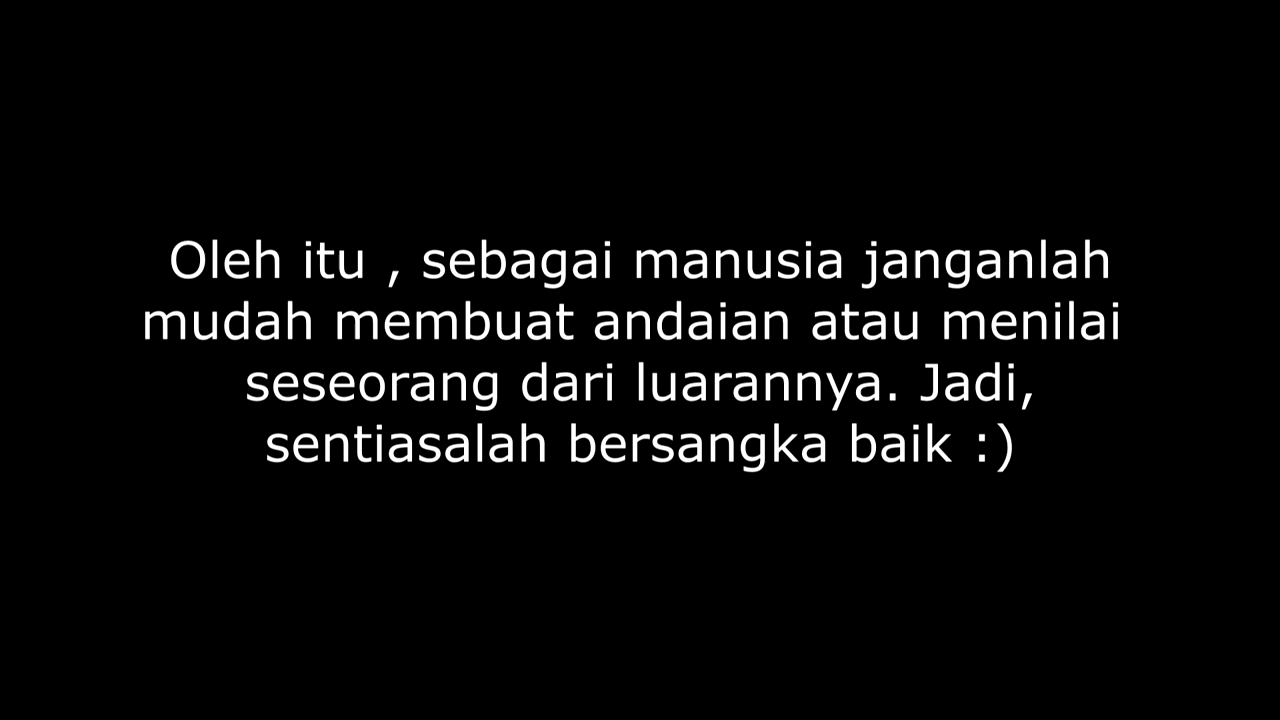 Oleh itu , sebagai manusia janganlah
mudah membuat andaian atau menilai
seseorang dari luarannya. Jadi,
sentiasalah bersangka baik :)